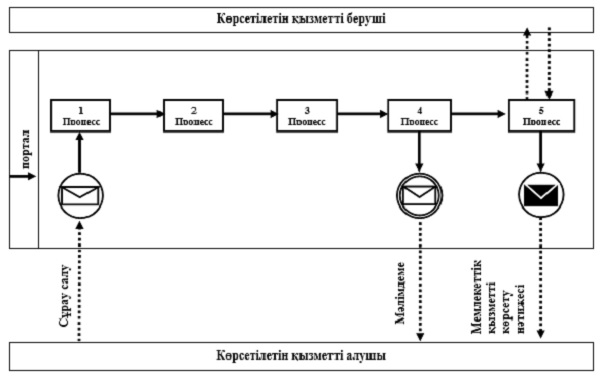 Көрсетілетін қызметті беруші
портал
1
Процесс
2
Процесс
3
Процесс
4
Процесс
5
Процесс
Сұрау салу
Мәлімдеме
Мемлекеттік
қызметті
көрсету
нәтижесі
Көрсетілетін қызметті алушы